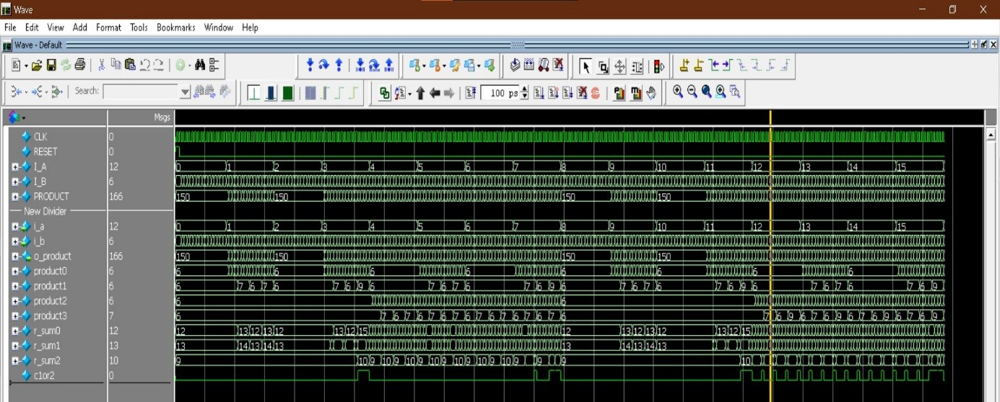 Wave
File Edit View Add Format Tools Bookmarks Window Help
Wave - Default
Search: 100 ps
Msgs
CLK 0
RESET 0
I_A 12 0 1 2 3 4 5 6 7 8 9 10 11 12 13 14 15
I_B 6
PRODUCT 166 150 150 150 150
New Divider
i_a 12 0 1 2 3 4 5 6 7 8 9 10 11 12 13 14 15
i_b 6
o_product 166 150 150 150 150
product0 6 6 6 6 6 6 6 6 6
product1 6 6 7 6 7 6 7 6 9 6 7 6 7 6 7 6 9 6 7 6 7 6 7 6 9 6 7 6 7 6 7 6 9
product2 6 6 6 6
product3 7 6 7 6 7 6 7 6 7 6 7 6 7 6 7 6 7 6 7 6 9 6 7 6 9 6 7 6 9 6 7 6 9
r_sum0 12 12 13 12 13 12 13 12 15 12 13 12 13 12 13 12 15
r_sum1 13 13 14 13 14 13 13 14 13 14 13
r_sum2 10 9 10 9 10 9 10 9 10 9 10 9 10 9 10 9 9 9 10
c1or2 0